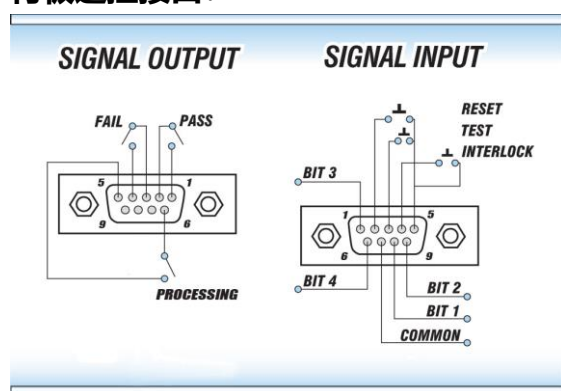 SIGNAL OUTPUT
SIGNAL INPUT
FAIL
PASS
5
1
9
6
PROCESSING
RESET
TEST
INTERLOCK
BIT 3
1
5
6
9
BIT 4
BIT 2
BIT 1
COMMON